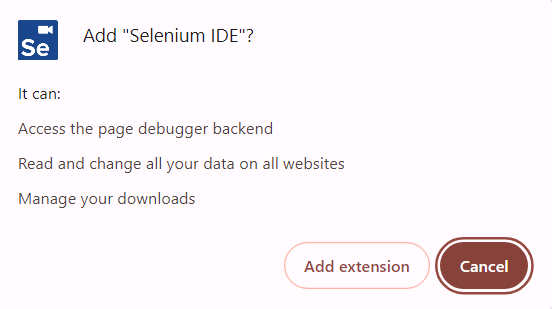 Se
Add "Selenium IDE"?
It can:
Access the page debugger backend
Read and change all your data on all websites
Manage your downloads
Add extension
Cancel